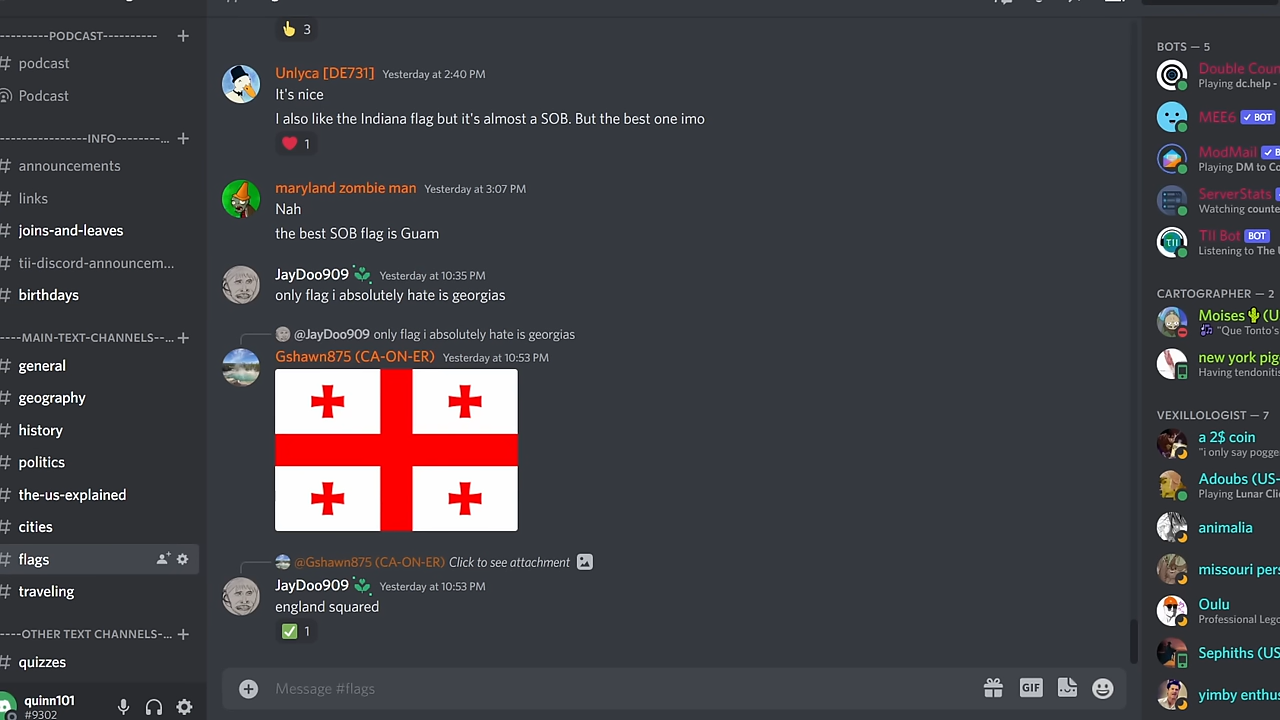 ---------PODCAST----------
podcast
Podcast
----------------INFO--------...
announcements
links
joins-and-leaves
tii-discord-announcem...
birthdays
----MAIN-TEXT-CHANNELS--...
general
geography
history
politics
the-us-explained
cities
flags
traveling
----OTHER TEXT CHANNELS-...
quizzes
quinn101
#9302
3
Unlyca [DE731] Yesterday at 2:40 PM
It's nice
I also like the Indiana flag but it's almost a SOB. But the best one imo
1
maryland zombie man Yesterday at 3:07 PM
Nah
the best SOB flag is Guam
JayDoo909 Yesterday at 10:35 PM
only flag i absolutely hate is georgias
@JayDoo909 only flag i absolutely hate is georgias
Gshawn875 (CA-ON-ER) Yesterday at 10:53 PM
@Gshawn875 (CA-ON-ER) Click to see attachment
JayDoo909 Yesterday at 10:53 PM
england squared
1
Message #flags
GIF
BOTS — 5
Double Coun
Playing dc.help -
MEE6 BOT
ModMail B
Playing DM to Co
ServerStats
Watching counte
TII Bot BOT
TII
Listening to The U
CARTOGRAPHER — 2
Moises (U
"Que Tonto's
new york pig
Having tendonitis
VEXILLOLOGIST — 7
a 2$ coin
"i only say pogge
Adoubs (US-
Playing Lunar Clie
animalia
missouri pers
Oulu
Professional Lego
Sephiths (US
yimby enthus